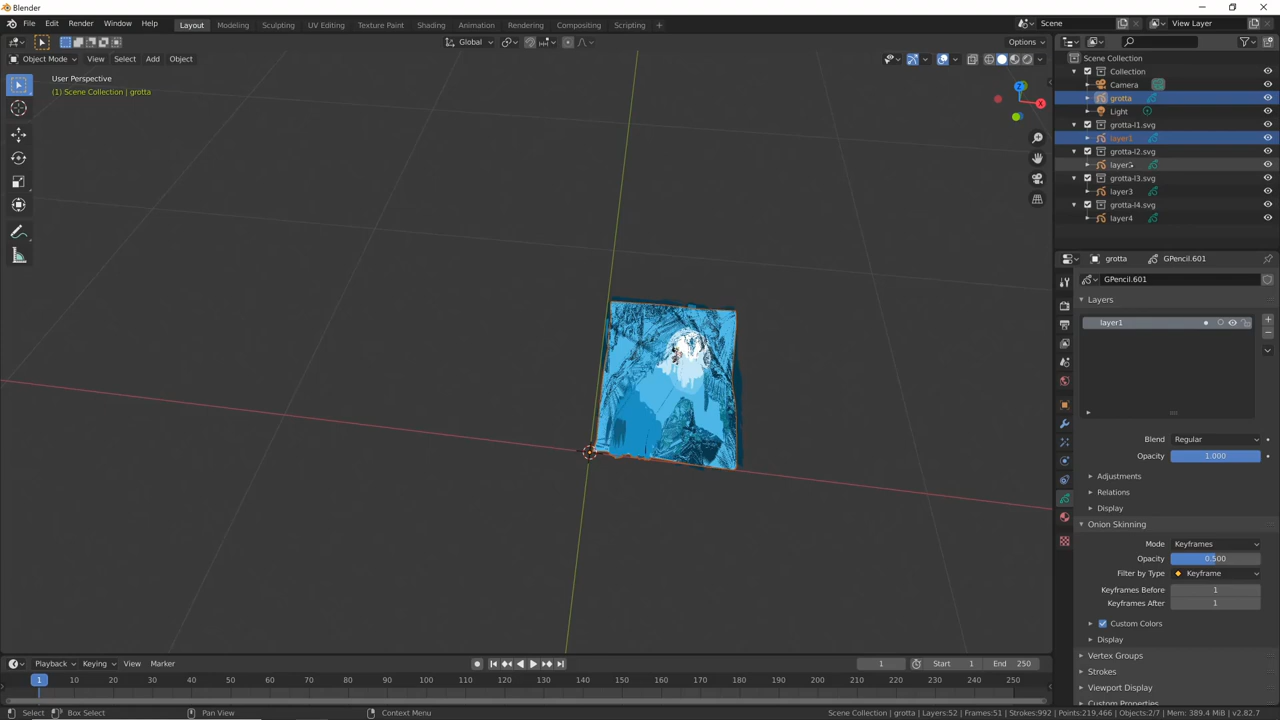 Blender
File Edit Render Window Help Layout Modeling Sculpting UV Editing Texture Paint Shading Animation Rendering Compositing Scripting + Scene View Layer
Global Options
Object Mode View Select Add Object
User Perspective
(1) Scene Collection | grotta
Z
X
Scene Collection
Collection
Camera
grotta
Light
grotta-l1.svg
layer1
grotta-l2.svg
layer2
grotta-l3.svg
layer3
grotta-l4.svg
layer4
grotta GPencil.601
GPencil.601
Layers
layer1
Blend Regular
Opacity 1.000
Adjustments
Relations
Display
Onion Skinning
Mode Keyframes
Opacity 0.500
Filter by Type Keyframe
Keyframes Before 1
Keyframes After 1
Custom Colors
Display
Vertex Groups
Strokes
Viewport Display
Custom Properties
Playback Keying View Marker 1 Start 1 End 250
1 10 20 30 40 50 60 70 80 90 100 110 120 130 140 150 160 170 180 190 200 210 220 230 240 250
Select Box Select Pan View Context Menu Scene Collection | grotta | Layers:52 | Frames:51 | Strokes:992 | Points:219,466 | Objects:2/7 | Mem: 389.4 MiB | v2.82.7